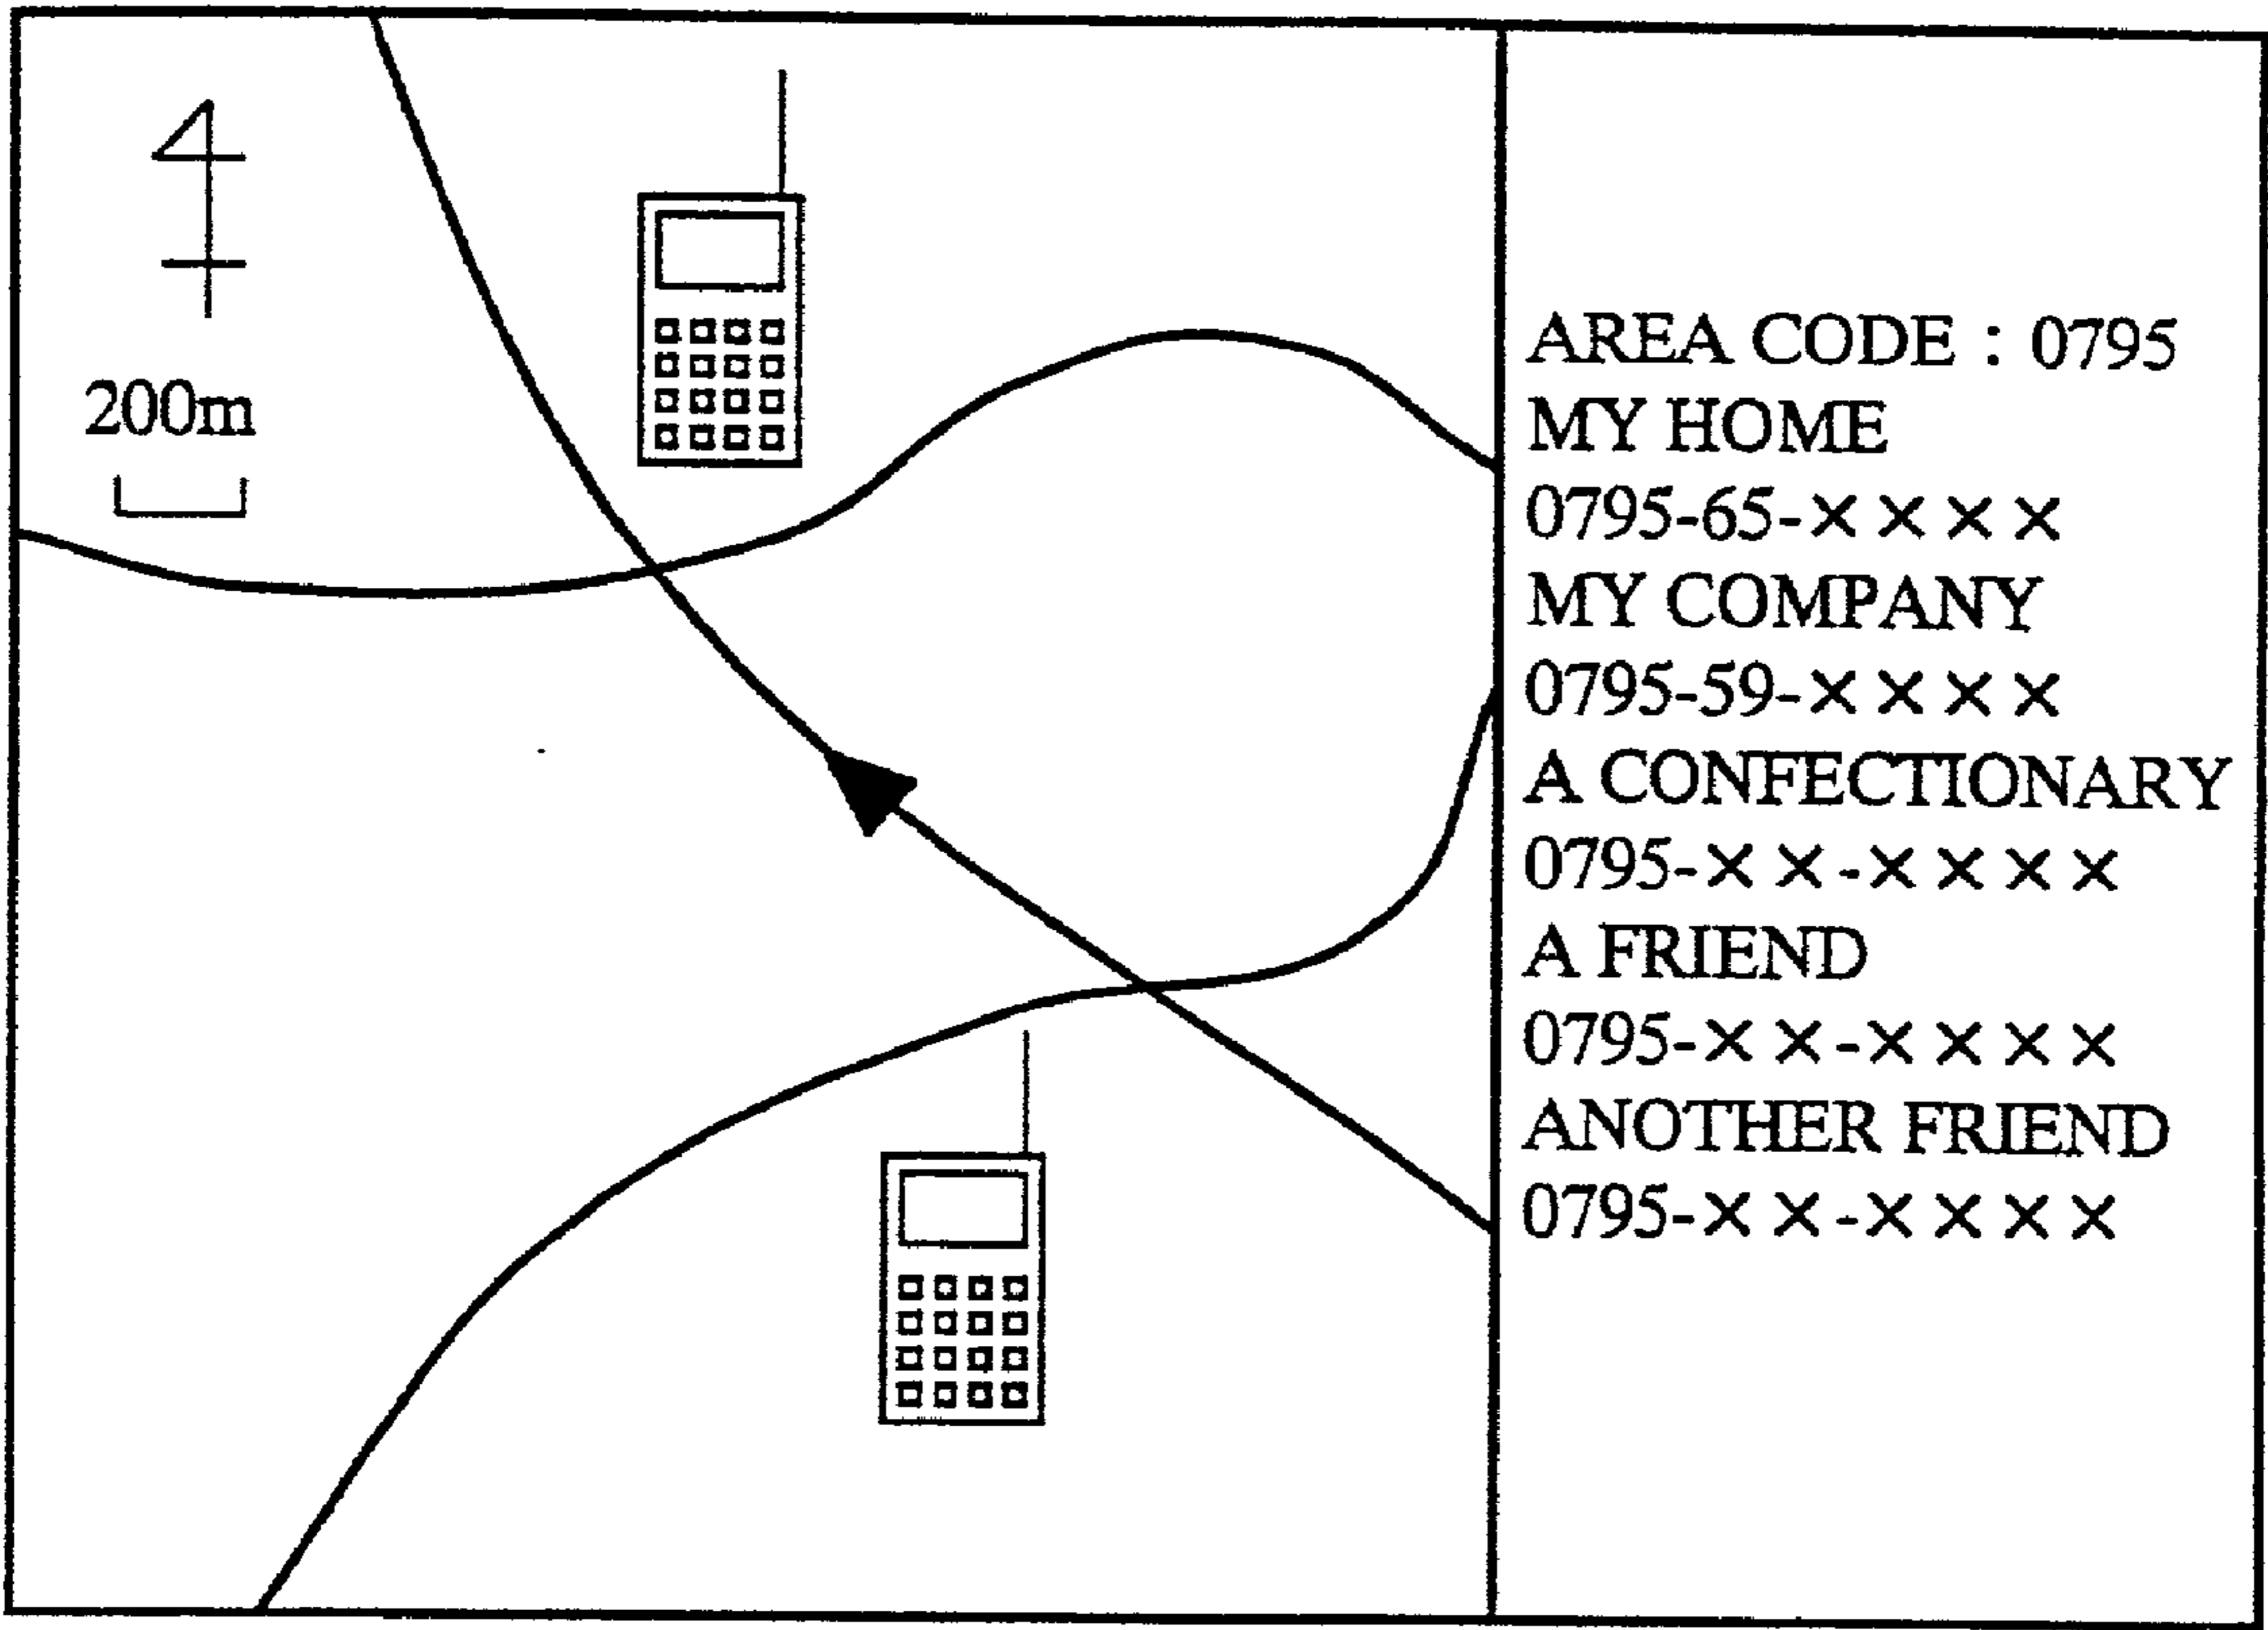 200m
AREA CODE : 0795
MY HOME
0795-65-××××
MY COMPANY
0795-59-××××
A CONFECTIONARY
0795-××-××××
A FRIEND
0795-××-××××
ANOTHER FRIEND
0795-××-××××